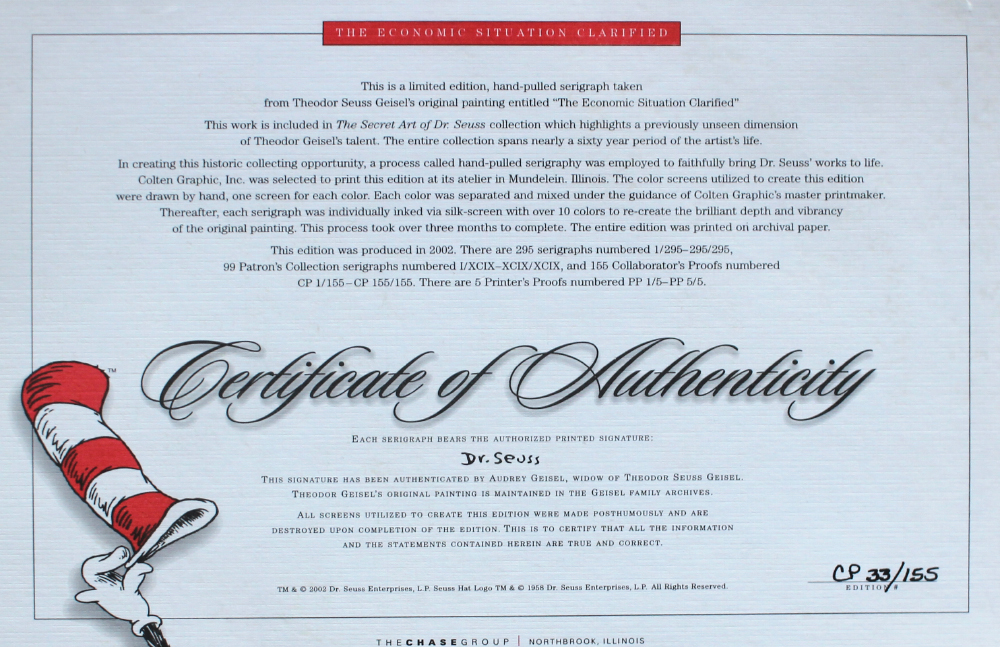 THE ECONOMIC SITUATION CLARIFIED
This is a limited edition, hand-pulled serigraph taken
from Theodor Seuss Geisel's original painting entitled "The Economic Situation Clarified"
This work is included in The Secret Art of Dr. Seuss collection which highlights a previously unseen dimension
of Theodor Geisel's talent. The entire collection spans nearly a sixty year period of the artist's life.
In creating this historic collecting opportunity, a process called hand-pulled serigraphy was employed to faithfully bring Dr. Seuss' works to life.
Colten Graphic, Inc. was selected to print this edition at its atelier in Mundelein. Illinois. The color screens utilized to create this edition
were drawn by hand, one screen for each color. Each color was separated and mixed under the guidance of Colten Graphic's master printmaker.
Thereafter, each serigraph was individually inked via silk-screen with over 10 colors to re-create the brilliant depth and vibrancy
of the original painting. This process took over three months to complete. The entire edition was printed on archival paper.
This edition was produced in 2002. There are 295 serigraphs numbered 1/295–295/295,
99 Patron's Collection serigraphs numbered I/XCIX–XCIX/XCIX, and 155 Collaborator's Proofs numbered
CP 1/155–CP 155/155. There are 5 Printer's Proofs numbered PP 1/5–PP 5/5.
TM
Certificate of Authenticity
EACH SERIGRAPH BEARS THE AUTHORIZED PRINTED SIGNATURE:
Dr. Seuss
THIS SIGNATURE HAS BEEN AUTHENTICATED BY AUDREY GEISEL, WIDOW OF THEODOR SEUSS GEISEL.
THEODOR GEISEL'S ORIGINAL PAINTING IS MAINTAINED IN THE GEISEL FAMILY ARCHIVES.
ALL SCREENS UTILIZED TO CREATE THIS EDITION WERE MADE POSTHUMOUSLY AND ARE
DESTROYED UPON COMPLETION OF THE EDITION. THIS IS TO CERTIFY THAT ALL THE INFORMATION
AND THE STATEMENTS CONTAINED HEREIN ARE TRUE AND CORRECT.
CP 33/155
EDITION #
TM & © 2002 Dr. Seuss Enterprises, L.P. Seuss Hat Logo TM & © 1958 Dr. Seuss Enterprises, L.P. All Rights Reserved.
THE CHASE GROUP | NORTHBROOK, ILLINOIS